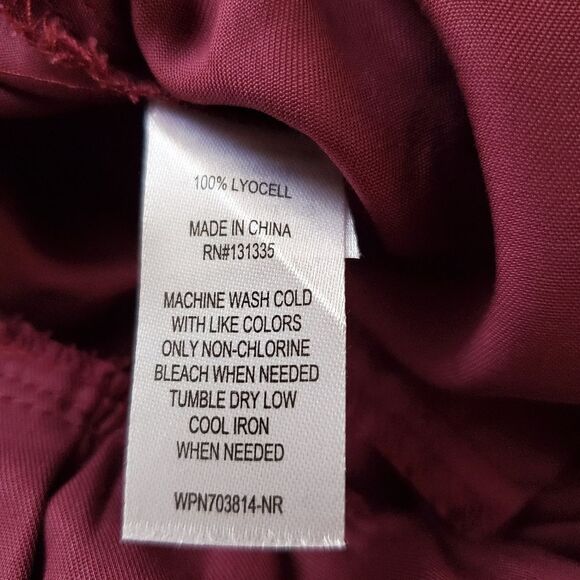 100% LYOCELL
MADE IN CHINA
RN#131335
MACHINE WASH COLD
WITH LIKE COLORS
ONLY NON-CHLORINE
BLEACH WHEN NEEDED
TUMBLE DRY LOW
COOL IRON
WHEN NEEDED
WPN703814-NR